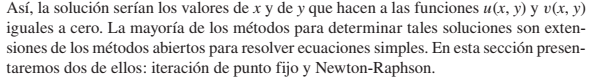 Así, la solución serían los valores de x y de y que hacen a las funciones u(x, y) y v(x, y)
iguales a cero. La mayoría de los métodos para determinar tales soluciones son exten-
siones de los métodos abiertos para resolver ecuaciones simples. En esta sección presen-
taremos dos de ellos: iteración de punto fijo y Newton-Raphson.